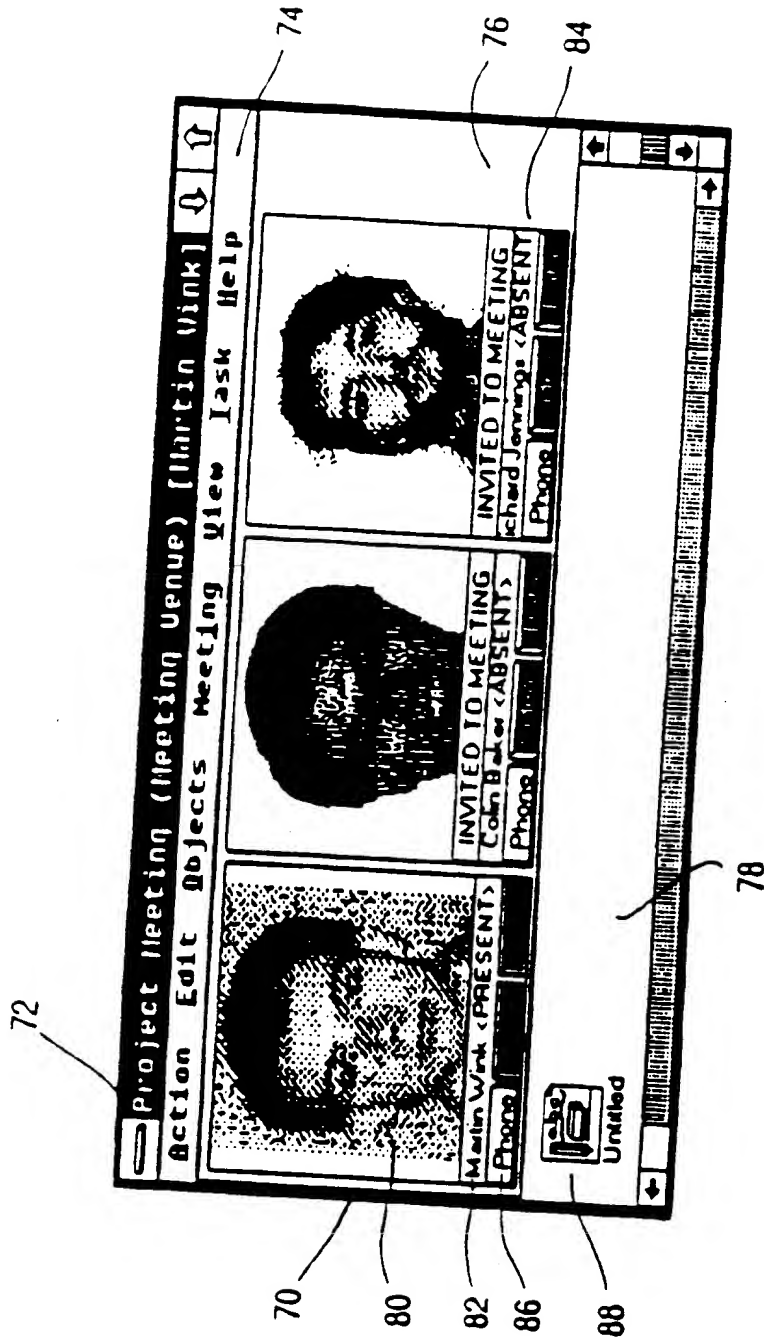 Project Meeting (Meeting Venue) [Martin Wink]
Action Edit Objects Meeting View Task Help
Martin Wink <PRESENT>
Phone
INVITED TO MEETING
Colin Baker <ABSENT>
Phone
INVITED TO MEETING
ichard Jennings <ABSENT
Phone
Untitled
72
74
76
84
70
80
82
86
88
78